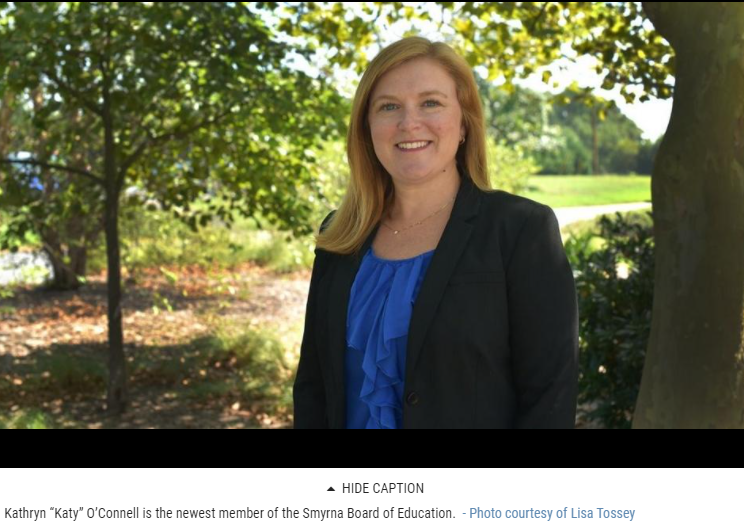 HIDE CAPTION
Kathryn “Katy” O’Connell is the newest member of the Smyrna Board of Education. - Photo courtesy of Lisa Tossey